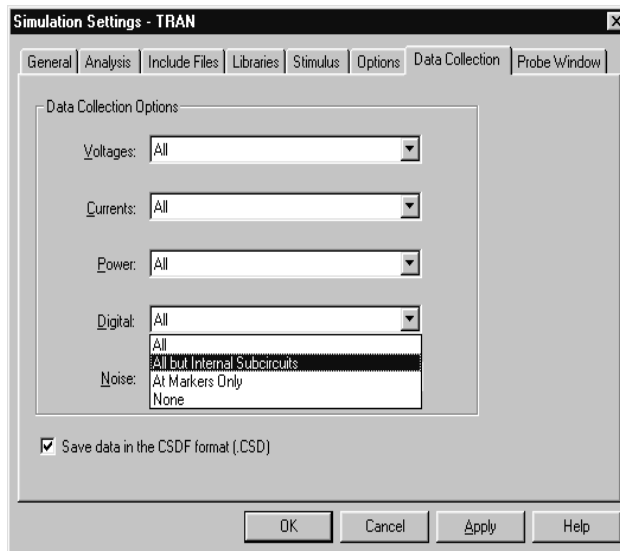 Simulation Settings - TRAN
General Analysis Include Files Libraries Stimulus Options Data Collection Probe Window
Data Collection Options
Voltages: All
Currents: All
Power: All
Digital: All
All
All but Internal Subcircuits
Noise:
At Markers Only
None
Save data in the CSDF format (.CSD)
OK Cancel Apply Help